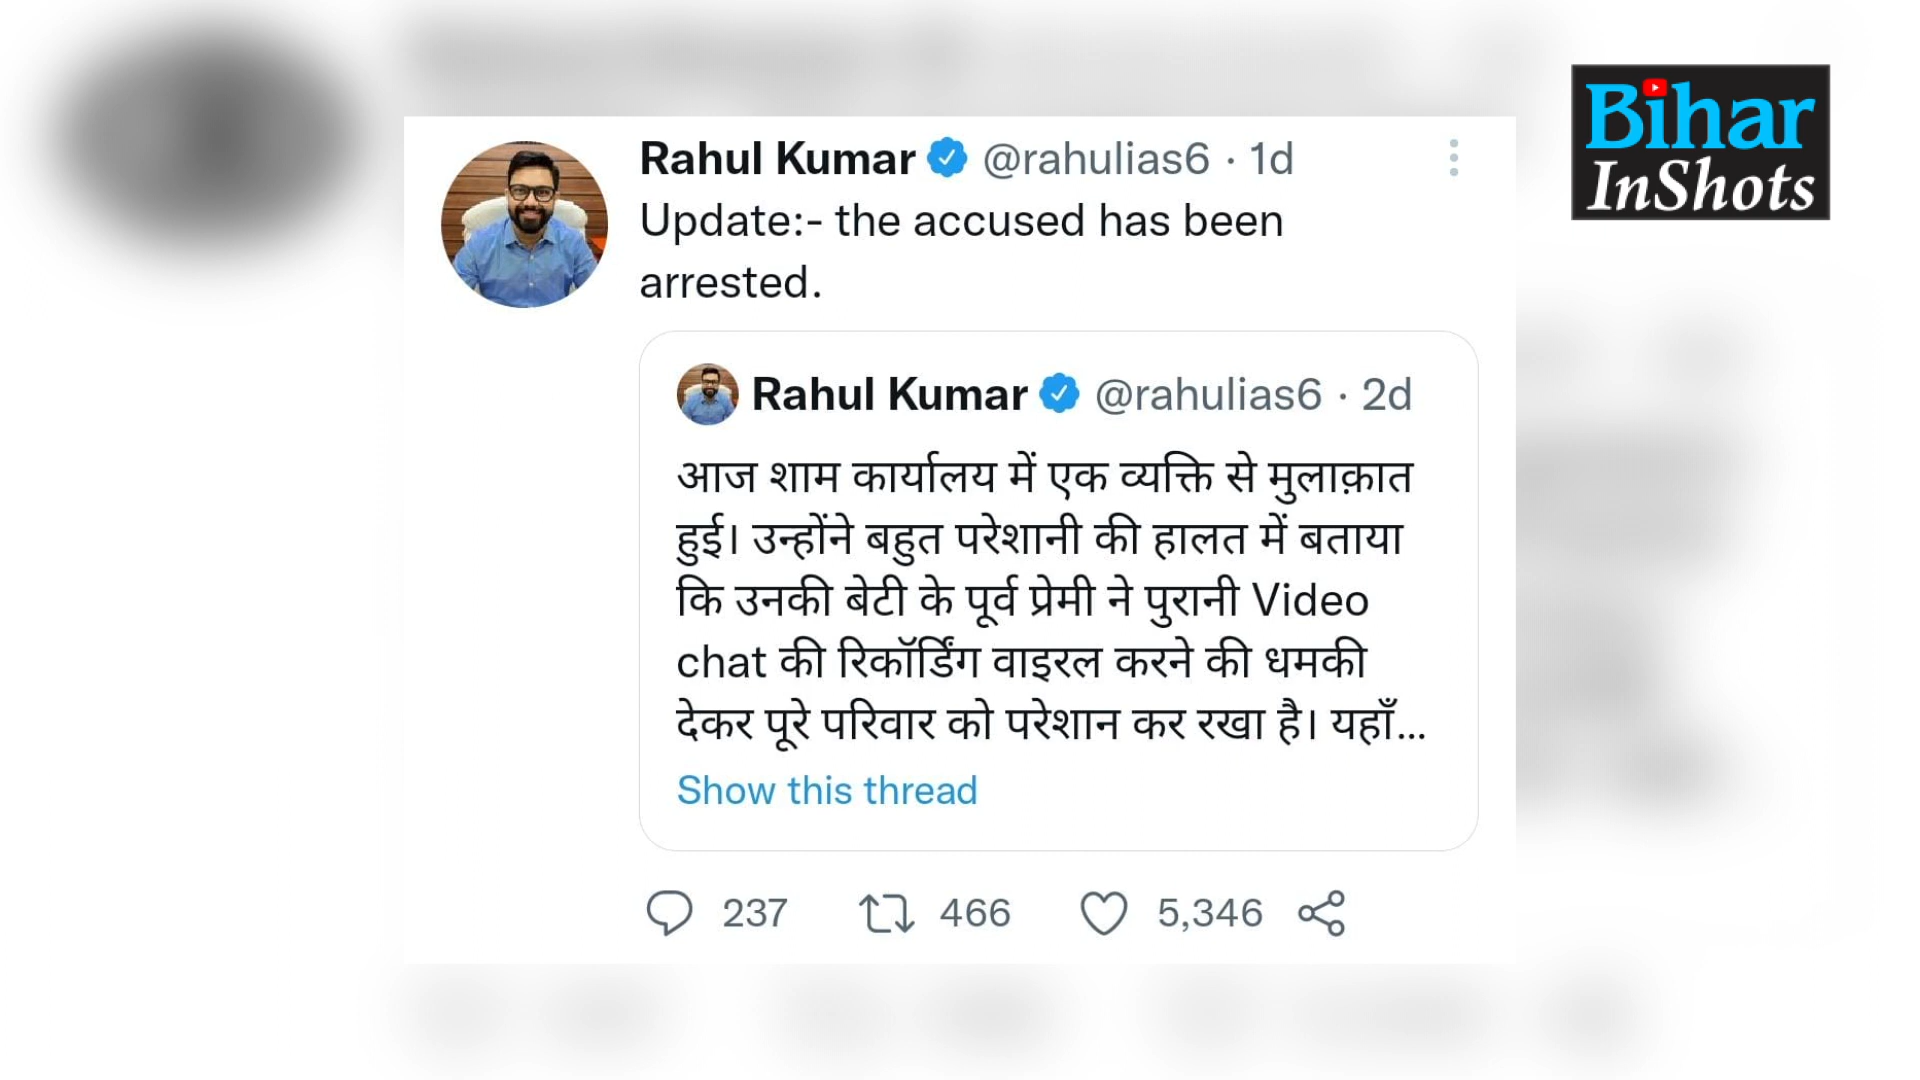 Bihar
InShots
Rahul Kumar @rahulias6 · 1d
Update:- the accused has been
arrested.
Rahul Kumar @rahulias6 · 2d
आज शाम कार्यालय में एक व्यक्ति से मुलाक़ात
हुई। उन्होंने बहुत परेशानी की हालत में बताया
कि उनकी बेटी के पूर्व प्रेमी ने पुरानी Video
chat की रिकॉर्डिंग वाइरल करने की धमकी
देकर पूरे परिवार को परेशान कर रखा है। यहाँ...
Show this thread
237 466 5,346